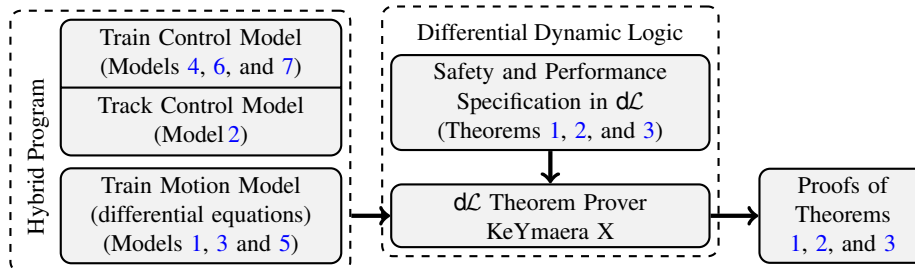 Hybrid Program
Train Control Model
(Models 4, 6, and 7)
Track Control Model
(Model 2)
Train Motion Model
(differential equations)
(Models 1, 3 and 5)
Differential Dynamic Logic
Safety and Performance
Specification in dℒ
(Theorems 1, 2, and 3)
dℒ Theorem Prover
KeYmaera X
Proofs of
Theorems
1, 2, and 3